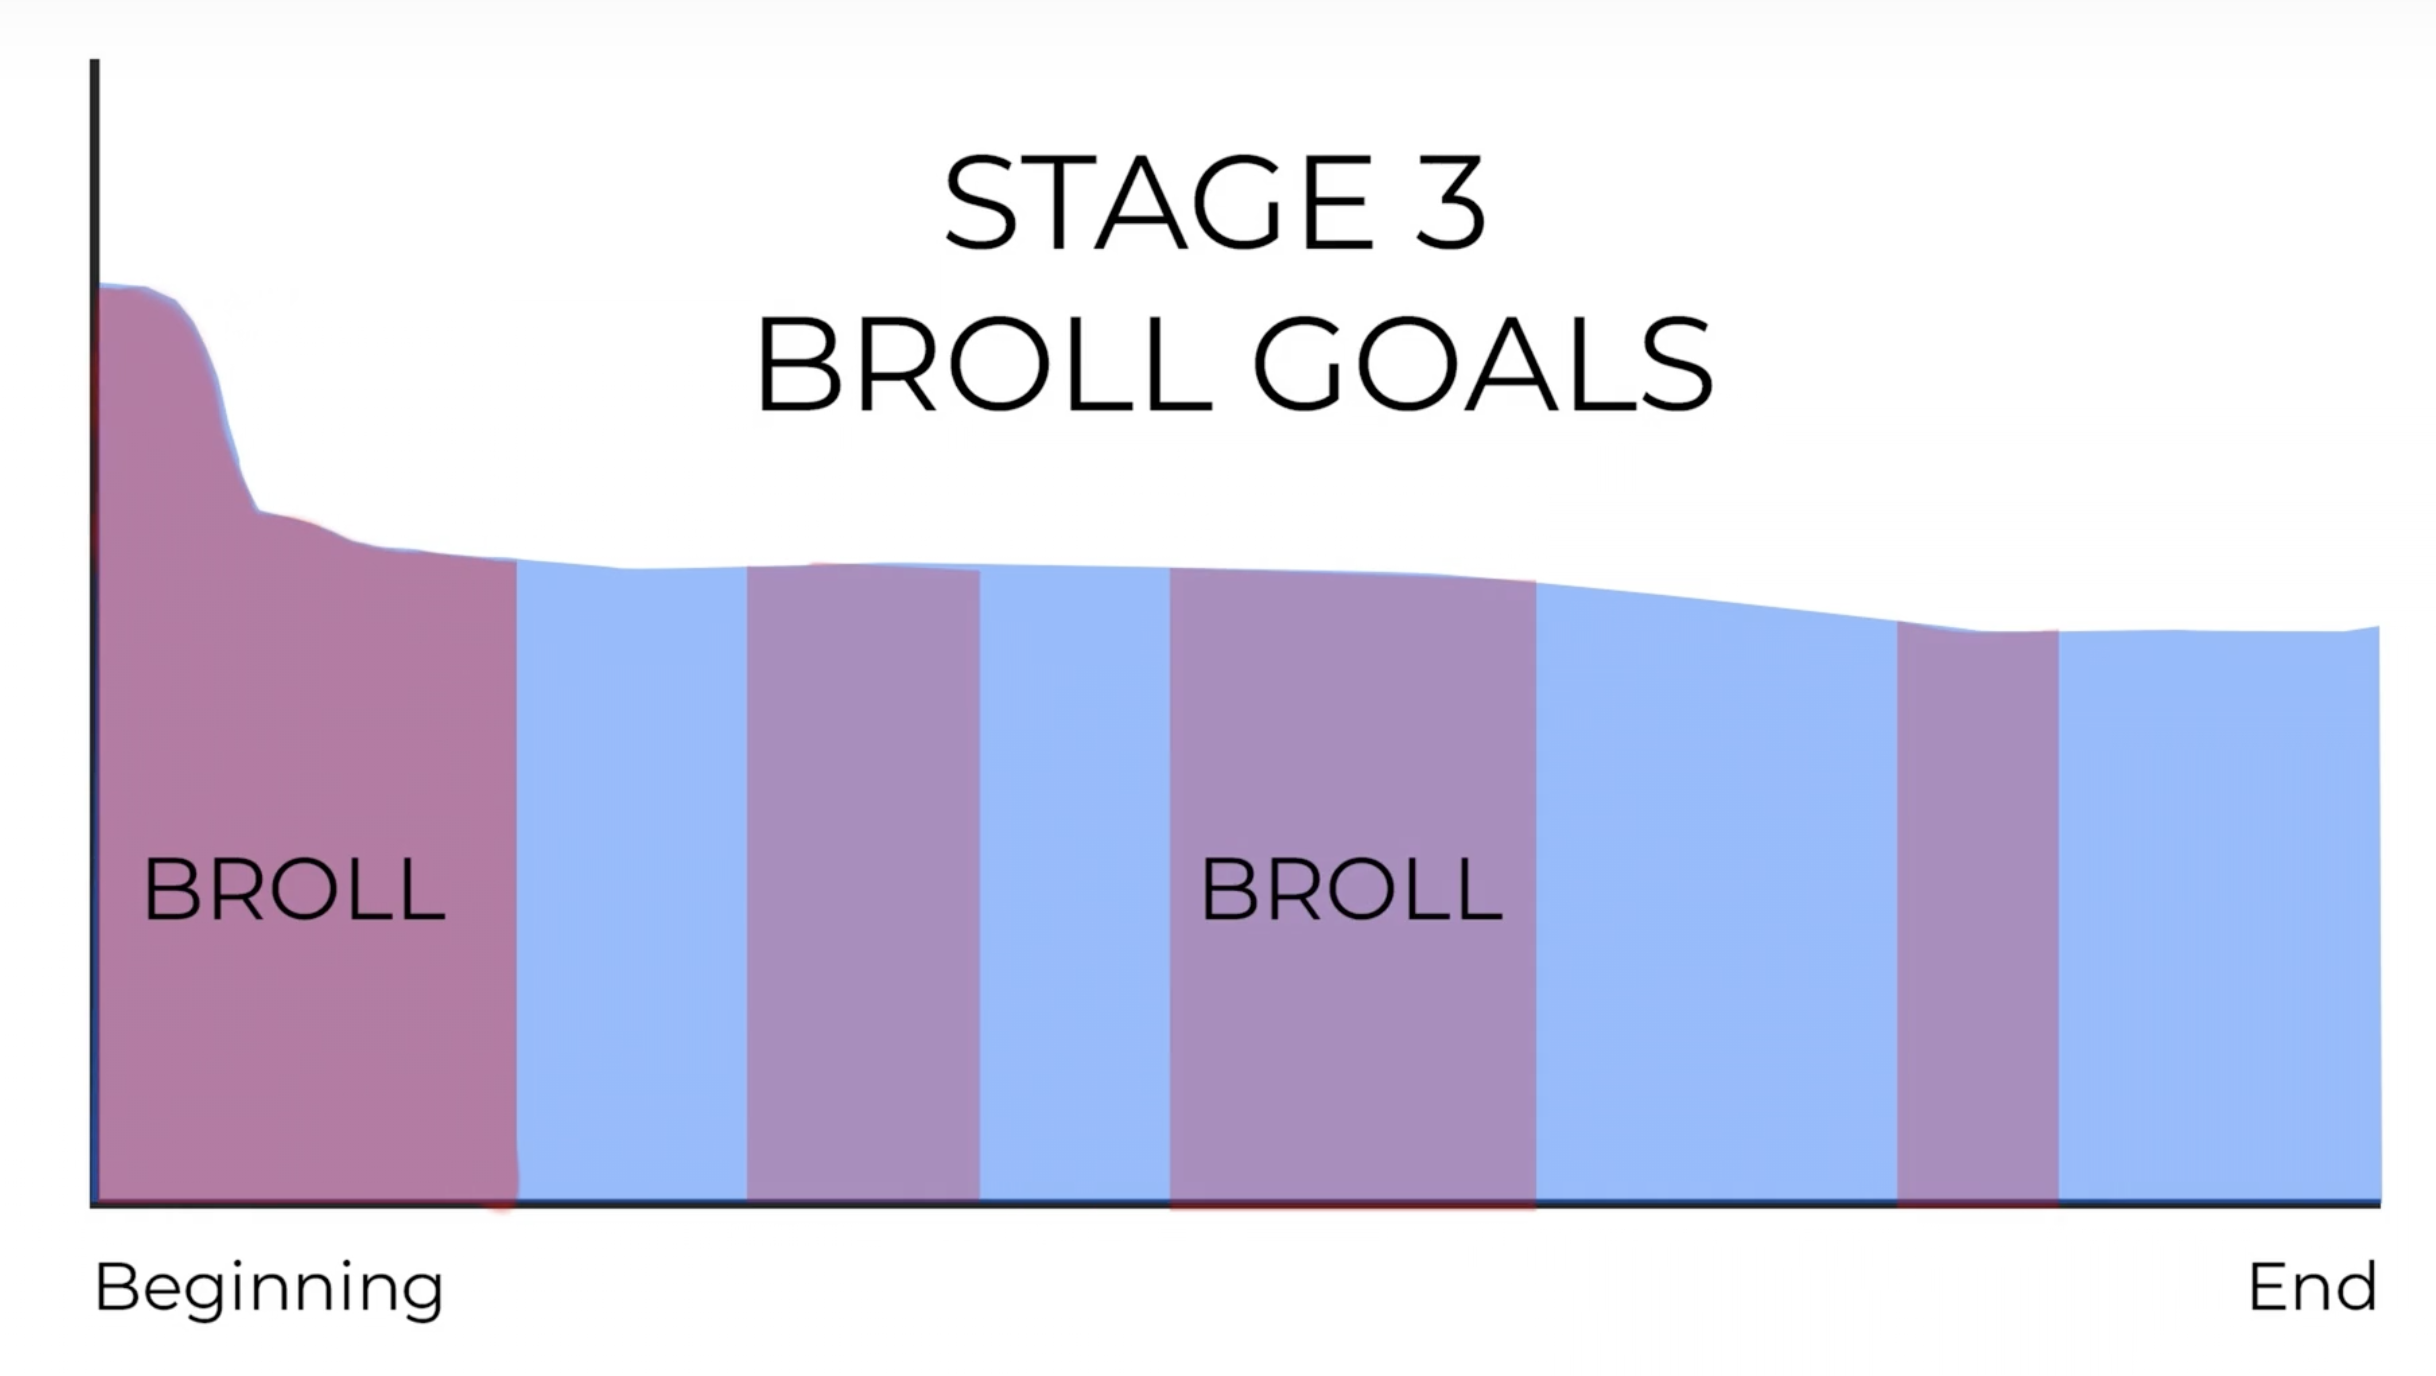 STAGE 3
BROLL GOALS
BROLL
BROLL
Beginning
End